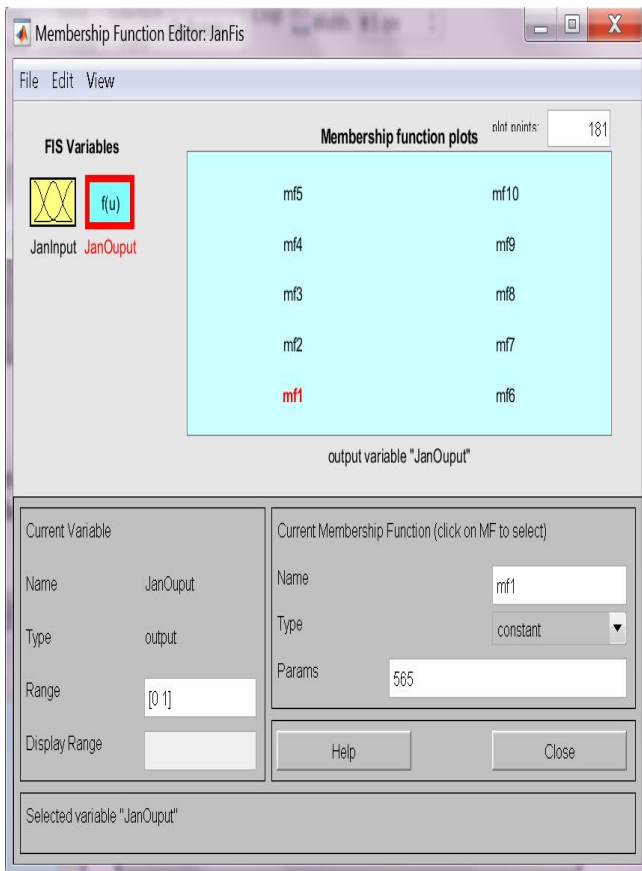 Membership Function Editor: JanFis
File Edit View
FIS Variables
f(u)
JanInput JanOuput
Membership function plots
plot points: 181
mf5 mf10
mf4 mf9
mf3 mf8
mf2 mf7
mf1 mf6
output variable "JanOuput"
Current Variable
Name JanOuput
Type output
Range [0 1]
Display Range
Current Membership Function (click on MF to select)
Name mf1
Type constant
Params 565
Help Close
Selected variable "JanOuput"